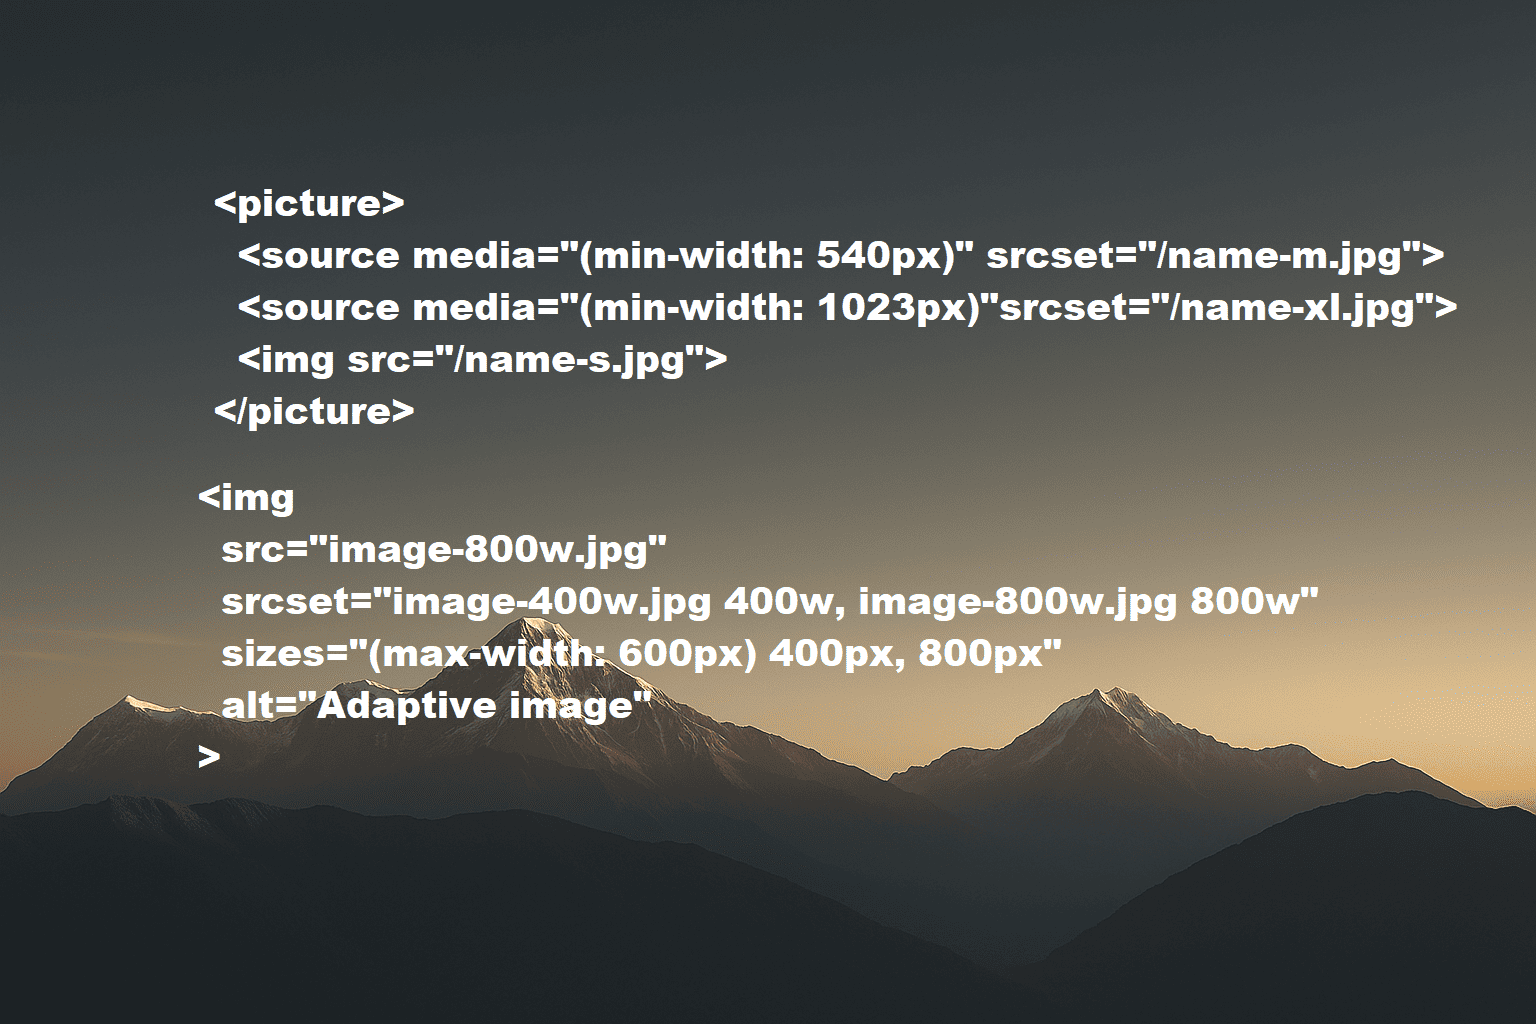 <picture>
<source media="(min-width: 540px)" srcset="/name-m.jpg">
<source media="(min-width: 1023px)"srcset="/name-xl.jpg">
<img src="/name-s.jpg">
</picture>
<img
src="image-800w.jpg"
srcset="image-400w.jpg 400w, image-800w.jpg 800w"
sizes="(max-width: 600px) 400px, 800px"
alt="Adaptive image"
>